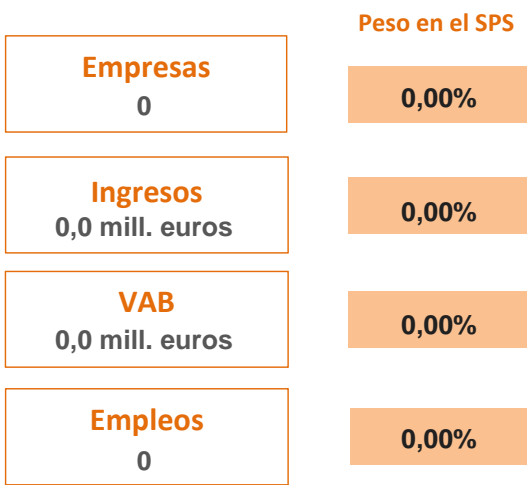 Peso en el SPS
Empresas
0
0,00%
Ingresos
0,0 mill. euros
0,00%
VAB
0,0 mill. euros
0,00%
Empleos
0
0,00%